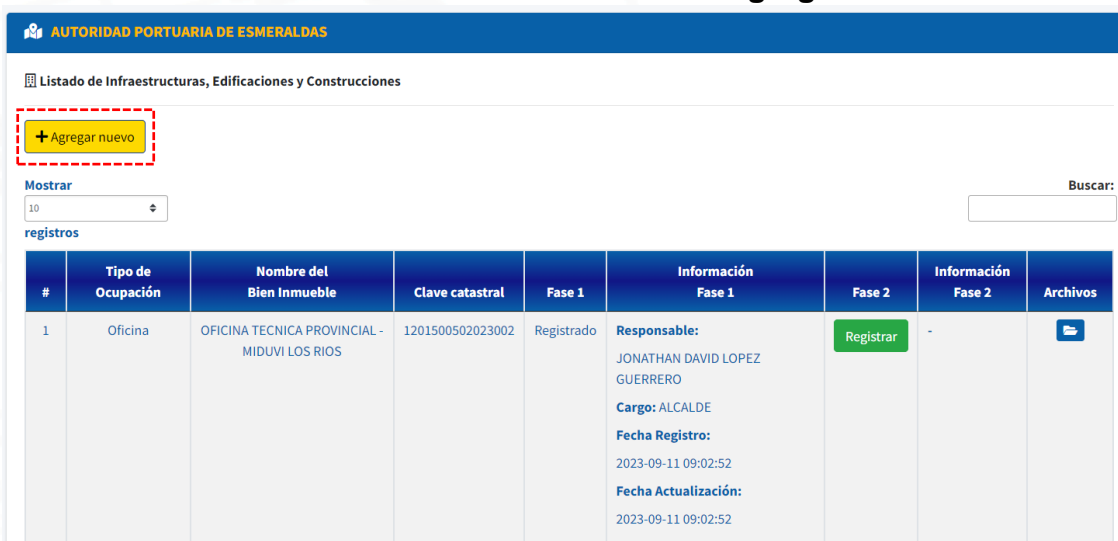 AUTORIDAD PORTUARIA DE ESMERALDAS
Listado de Infraestructuras, Edificaciones y Construcciones
+ Agregar nuevo
Mostrar
10
registros
Buscar:
#
Tipo de
Ocupación
Nombre del
Bien Inmueble
Clave catastral
Fase 1
Información
Fase 1
Fase 2
Información
Fase 2
Archivos
1
Oficina
OFICINA TECNICA PROVINCIAL -
MIDUVI LOS RIOS
1201500502023002
Registrado
Responsable:
JONATHAN DAVID LOPEZ
GUERRERO
Cargo: ALCALDE
Fecha Registro:
2023-09-11 09:02:52
Fecha Actualización:
2023-09-11 09:02:52
Registrar
-